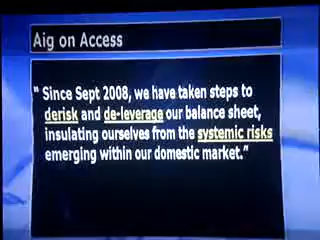 Aig on Access
" Since Sept 2008, we have taken steps to
derisk and de-leverage our balance sheet,
insulating ourselves from the systemic risks
emerging within our domestic market."